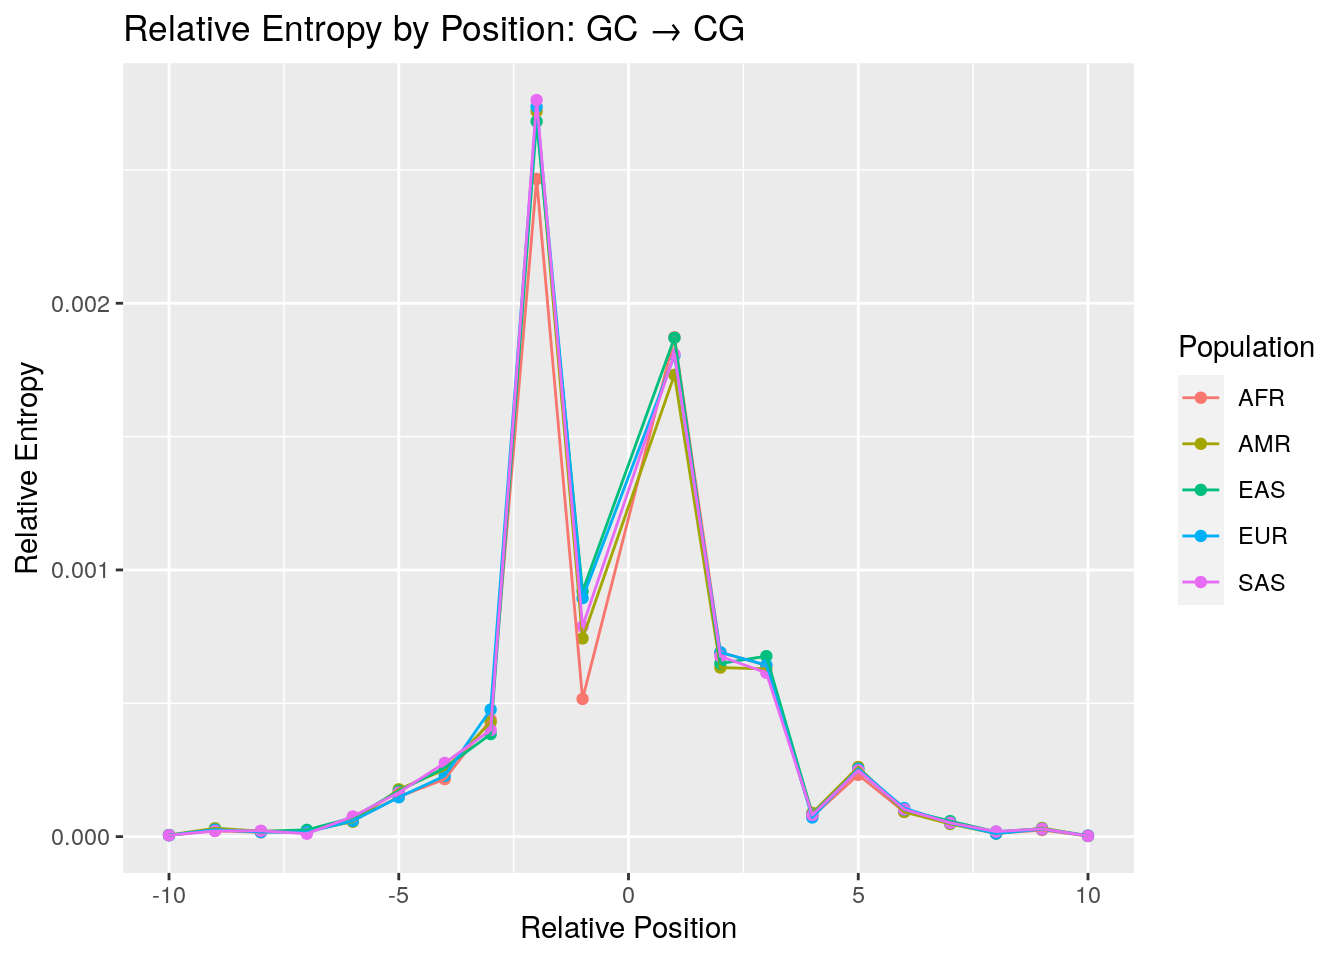 Relative Entropy by Position: GC → CG
Relative Entropy
0.002
0.001
0.000
-10
-5
0
5
10
Relative Position
Population
AFR
AMR
EAS
EUR
SAS